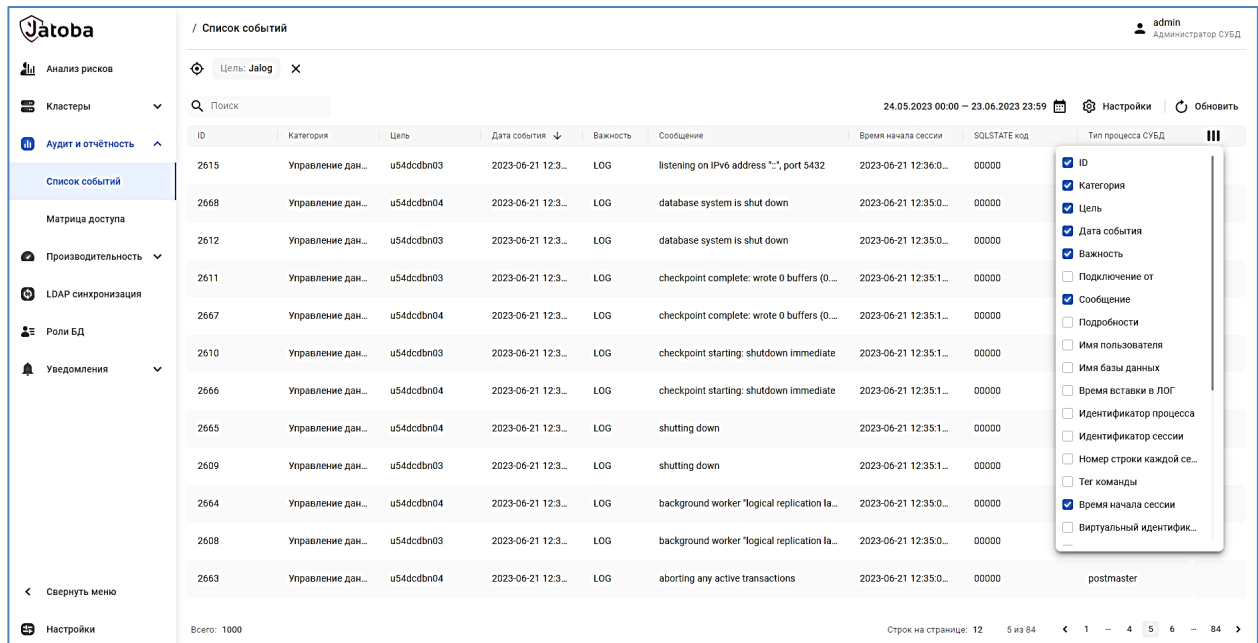 Jatoba
/ Список событий
admin
Администратор СУБД
Анализ рисков
Кластеры
Аудит и отчётность
Список событий
Матрица доступа
Производительность
LDAP синхронизация
Роли БД
Уведомления
Свернуть меню
Настройки
Цель: Jalog
Поиск
24.05.2023 00:00 — 23.06.2023 23:59 Настройки Обновить
ID Категория Цель Дата события Важность Сообщение Время начала сессии SQLSTATE код Тип процесса СУБД
2615 Управление дан... u54dcdbn03 2023-06-21 12:3... LOG listening on IPv6 address "::", port 5432 2023-06-21 12:36:0... 00000
2668 Управление дан... u54dcdbn04 2023-06-21 12:3... LOG database system is shut down 2023-06-21 12:35:0... 00000
2612 Управление дан... u54dcdbn03 2023-06-21 12:3... LOG database system is shut down 2023-06-21 12:35:0... 00000
2611 Управление дан... u54dcdbn03 2023-06-21 12:3... LOG checkpoint complete: wrote 0 buffers (0.... 2023-06-21 12:35:1... 00000
2667 Управление дан... u54dcdbn04 2023-06-21 12:3... LOG checkpoint complete: wrote 0 buffers (0.... 2023-06-21 12:35:1... 00000
2610 Управление дан... u54dcdbn03 2023-06-21 12:3... LOG checkpoint starting: shutdown immediate 2023-06-21 12:35:1... 00000
2666 Управление дан... u54dcdbn04 2023-06-21 12:3... LOG checkpoint starting: shutdown immediate 2023-06-21 12:35:1... 00000
2665 Управление дан... u54dcdbn04 2023-06-21 12:3... LOG shutting down 2023-06-21 12:35:1... 00000
2609 Управление дан... u54dcdbn03 2023-06-21 12:3... LOG shutting down 2023-06-21 12:35:1... 00000
2664 Управление дан... u54dcdbn04 2023-06-21 12:3... LOG background worker "logical replication la... 2023-06-21 12:35:0... 00000
2608 Управление дан... u54dcdbn03 2023-06-21 12:3... LOG background worker "logical replication la... 2023-06-21 12:35:0... 00000
2663 Управление дан... u54dcdbn04 2023-06-21 12:3... LOG aborting any active transactions 2023-06-21 12:35:0... 00000 postmaster
ID
Категория
Цель
Дата события
Важность
Подключение от
Сообщение
Подробности
Имя пользователя
Имя базы данных
Время вставки в ЛОГ
Идентификатор процесса
Идентификатор сессии
Номер строки каждой се...
Тег команды
Время начала сессии
Виртуальный идентифик...
Всего: 1000
Строк на странице: 12 5 из 84 1 ... 4 5 6 ... 84